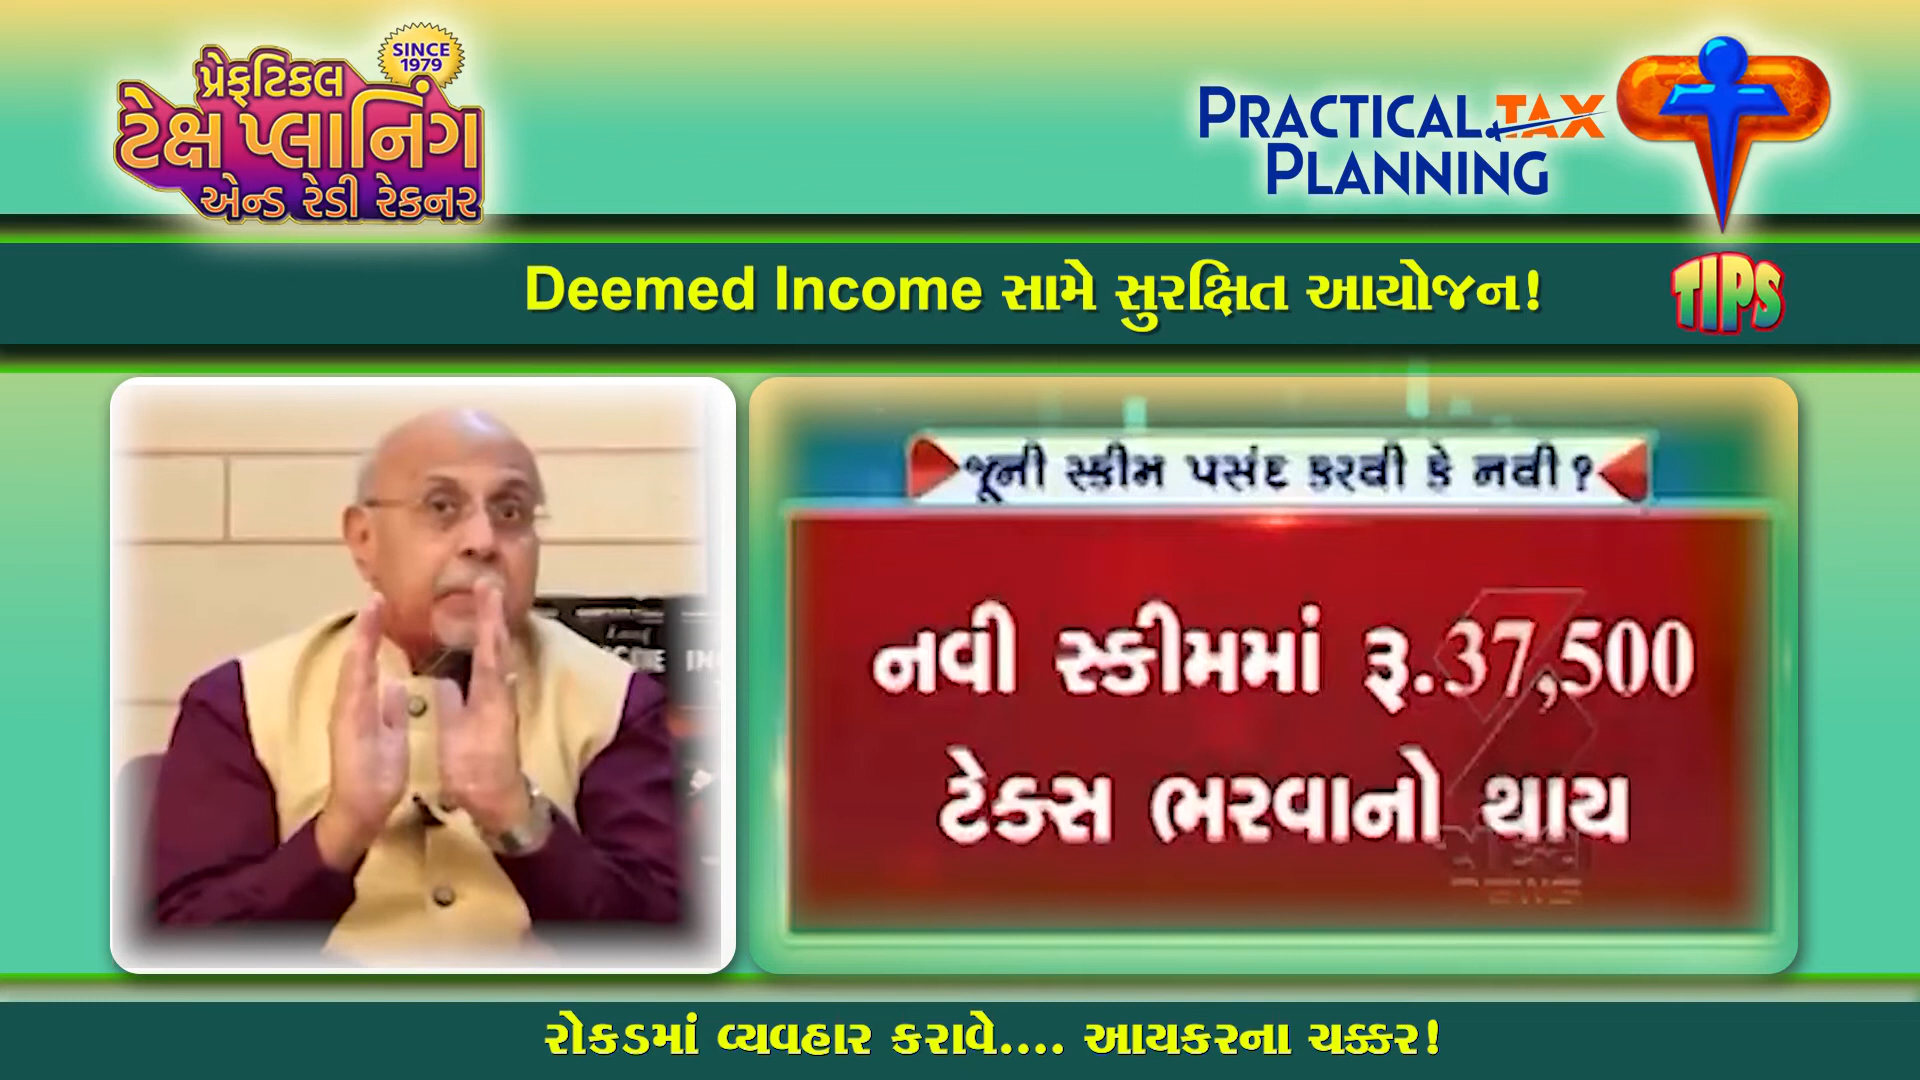 પ્રેક્ટિકલ
ટેક્ષ પ્લાનિંગ
એન્ડ રેડી રેકનર
SINCE
1979
PRACTICAL TAX
PLANNING
TIPS
Deemed Income સામે સુરક્ષિત આયોજન!
જૂની સ્કીમ પસંદ કરવી કે નવી ?
નવી સ્કીમમાં રૂ.37,500
ટેક્સ ભરવાનો થાય
રોકડમાં વ્યવહાર કરાવે.... આયકરના ચક્કર!